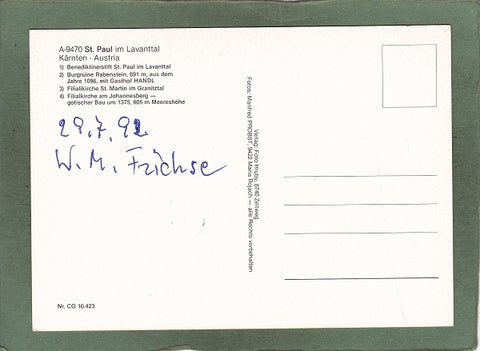 A-9470 St. Paul im Lavanttal
Kärnten · Austria
1) Benediktinerstift St. Paul im Lavanttal
2) Burgruine Rabenstein, 691 m, aus dem
Jahre 1096, mit Gasthof HANDL
3) Filialkirche St. Martin im Granitztal
4) Filialkirche am Johannesberg —
gotischer Bau um 1375, 605 m Meereshöhe
29.7.92
W. M. Frichse
Verlag: Foto Hruby, 8740 Zeltweg
Fotos: Manfred PROBST, 9422 Maria Rojach — alle Rechte vorbehalten
Nr. CO 10.423